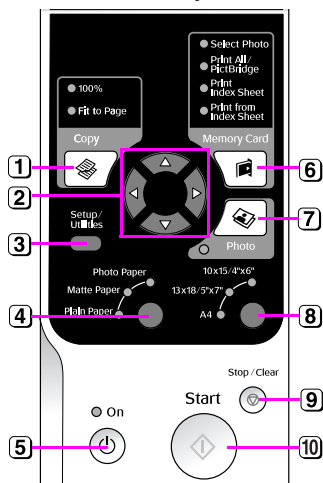 Select Photo
Print All/
PictBridge
Print
Index Sheet
Print from
Index Sheet
100%
Fit to Page
Copy
Memory Card
1
2
3
4
5
6
7
8
9
10
Setup/
Utilities
Photo
Photo Paper
Matte Paper
Plain Paper
10x15/4"x6"
13x18/5"x7"
A4
Stop/Clear
Start
On